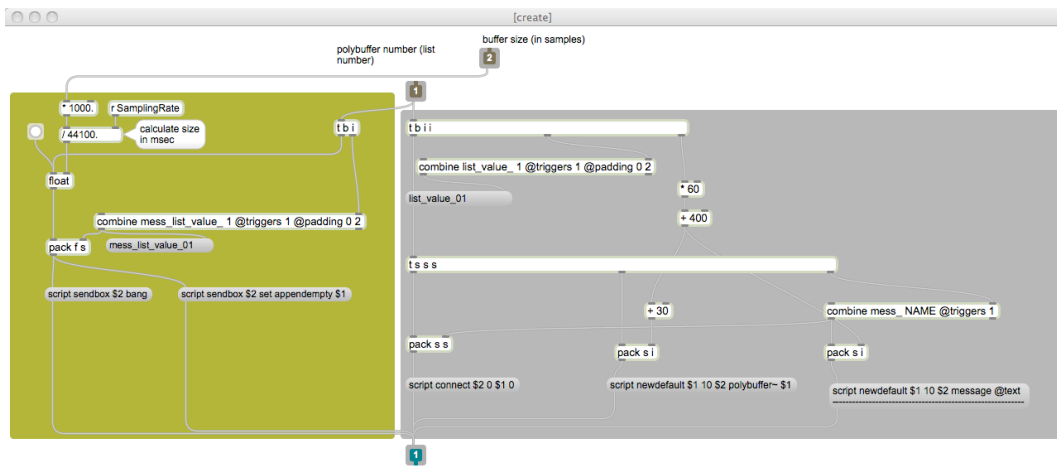 [create]
buffer size (in samples)
polybuffer number (list
number)
2
1
* 1000.
r SamplingRate
/ 44100.
calculate size
in msec
t b i
t b i i
combine list_value_ 1 @triggers 1 @padding 0 2
float
* 60
list_value_01
+ 400
combine mess_list_value_ 1 @triggers 1 @padding 0 2
pack f s
mess_list_value_01
t s s s
script sendbox $2 bang
script sendbox $2 set appendempty $1
+ 30
combine mess_ NAME @triggers 1
pack s s
pack s i
pack s i
script connect $2 0 $1 0
script newdefault $1 10 $2 polybuffer~ $1
script newdefault $1 10 $2 message @text
1